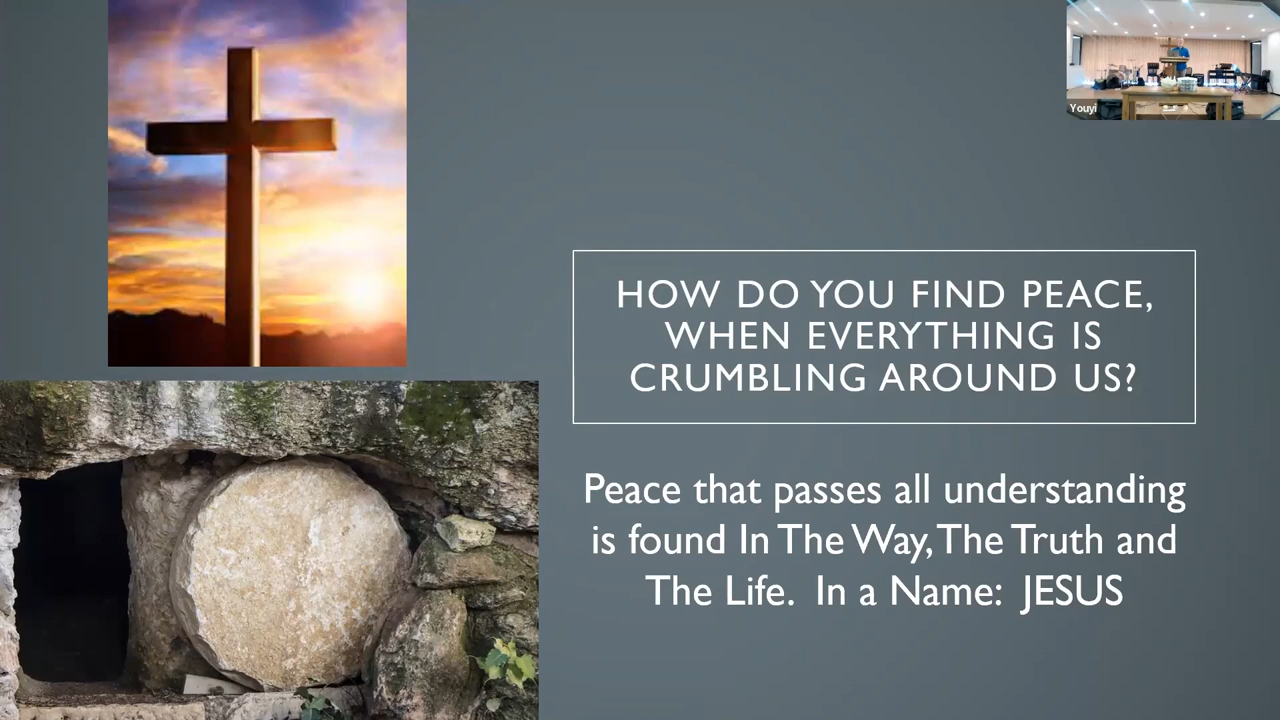 Youyi
HOW DO YOU FIND PEACE,
WHEN EVERYTHING IS
CRUMBLING AROUND US?
Peace that passes all understanding
is found In The Way, The Truth and
The Life. In a Name: JESUS